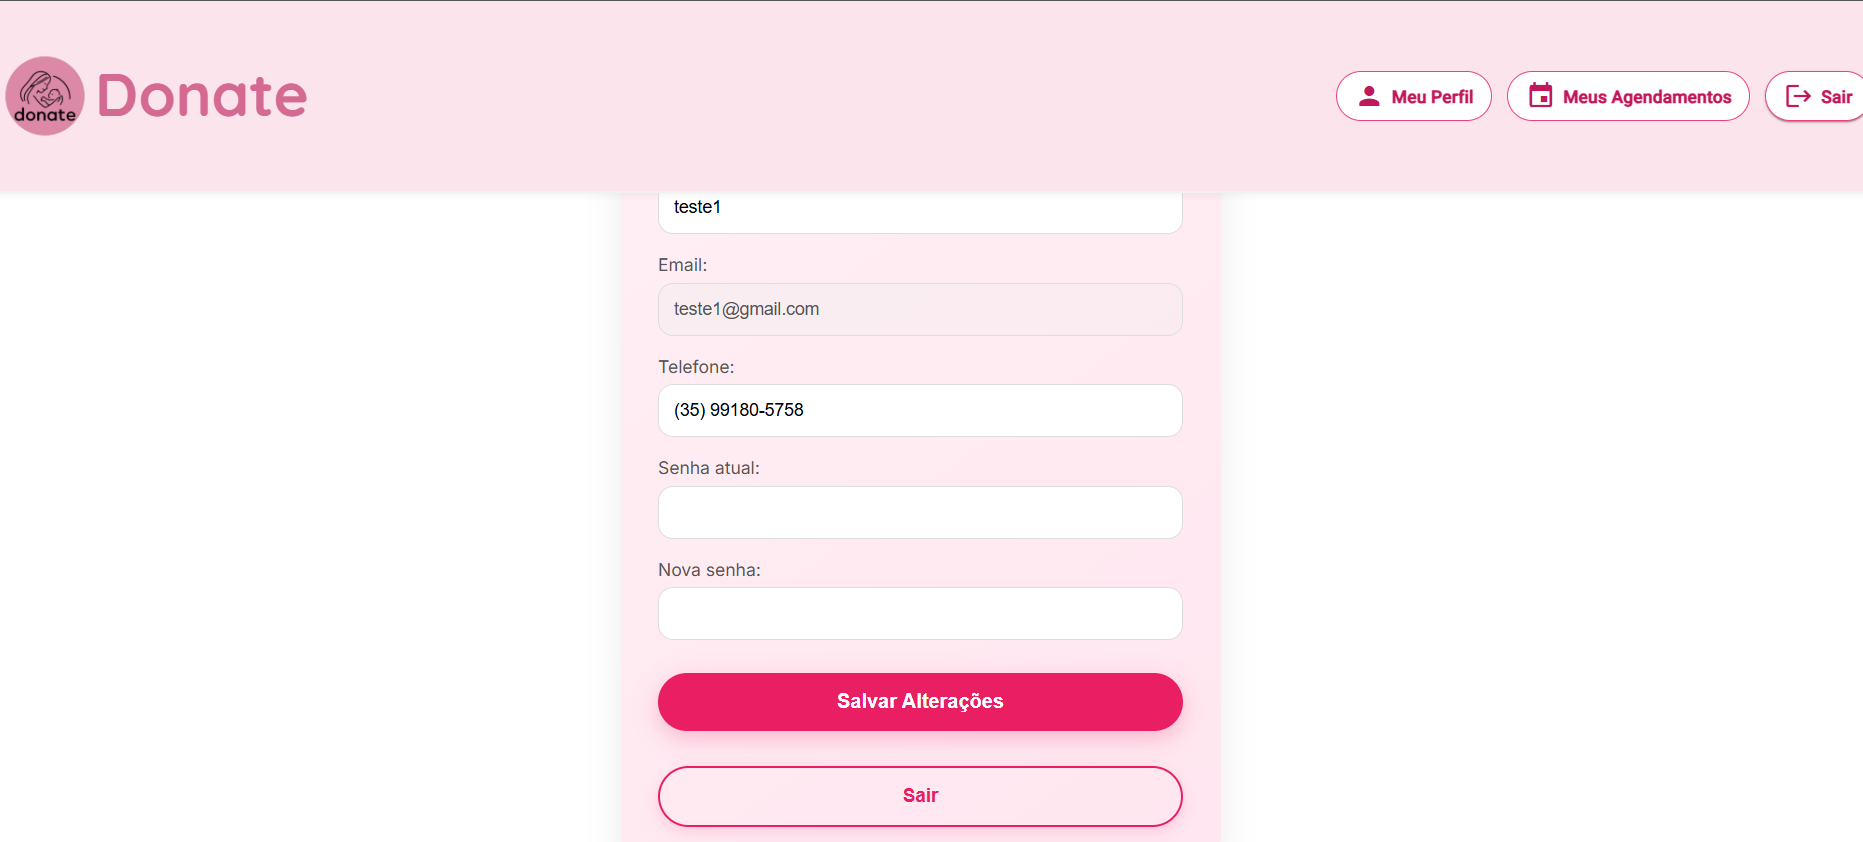 donate
Donate
Meu Perfil
Meus Agendamentos
Sair
teste1
Email:
teste1@gmail.com
Telefone:
(35) 99180-5758
Senha atual:
Nova senha:
Salvar Alterações
Sair